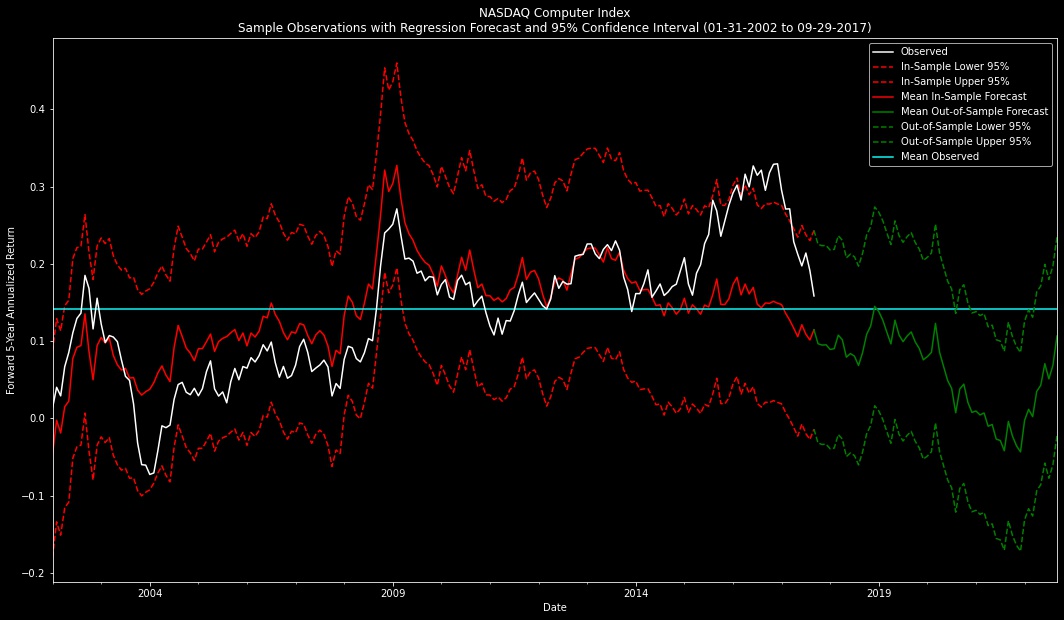 NASDAQ Computer Index
Sample Observations with Regression Forecast and 95% Confidence Interval (01-31-2002 to 09-29-2017)
Observed
In-Sample Lower 95%
In-Sample Upper 95%
Mean In-Sample Forecast
Mean Out-of-Sample Forecast
Out-of-Sample Lower 95%
Out-of-Sample Upper 95%
Mean Observed
Forward 5-Year Annualized Return
0.4
0.3
0.2
0.1
0.0
−0.1
−0.2
2004
2009
2014
2019
Date